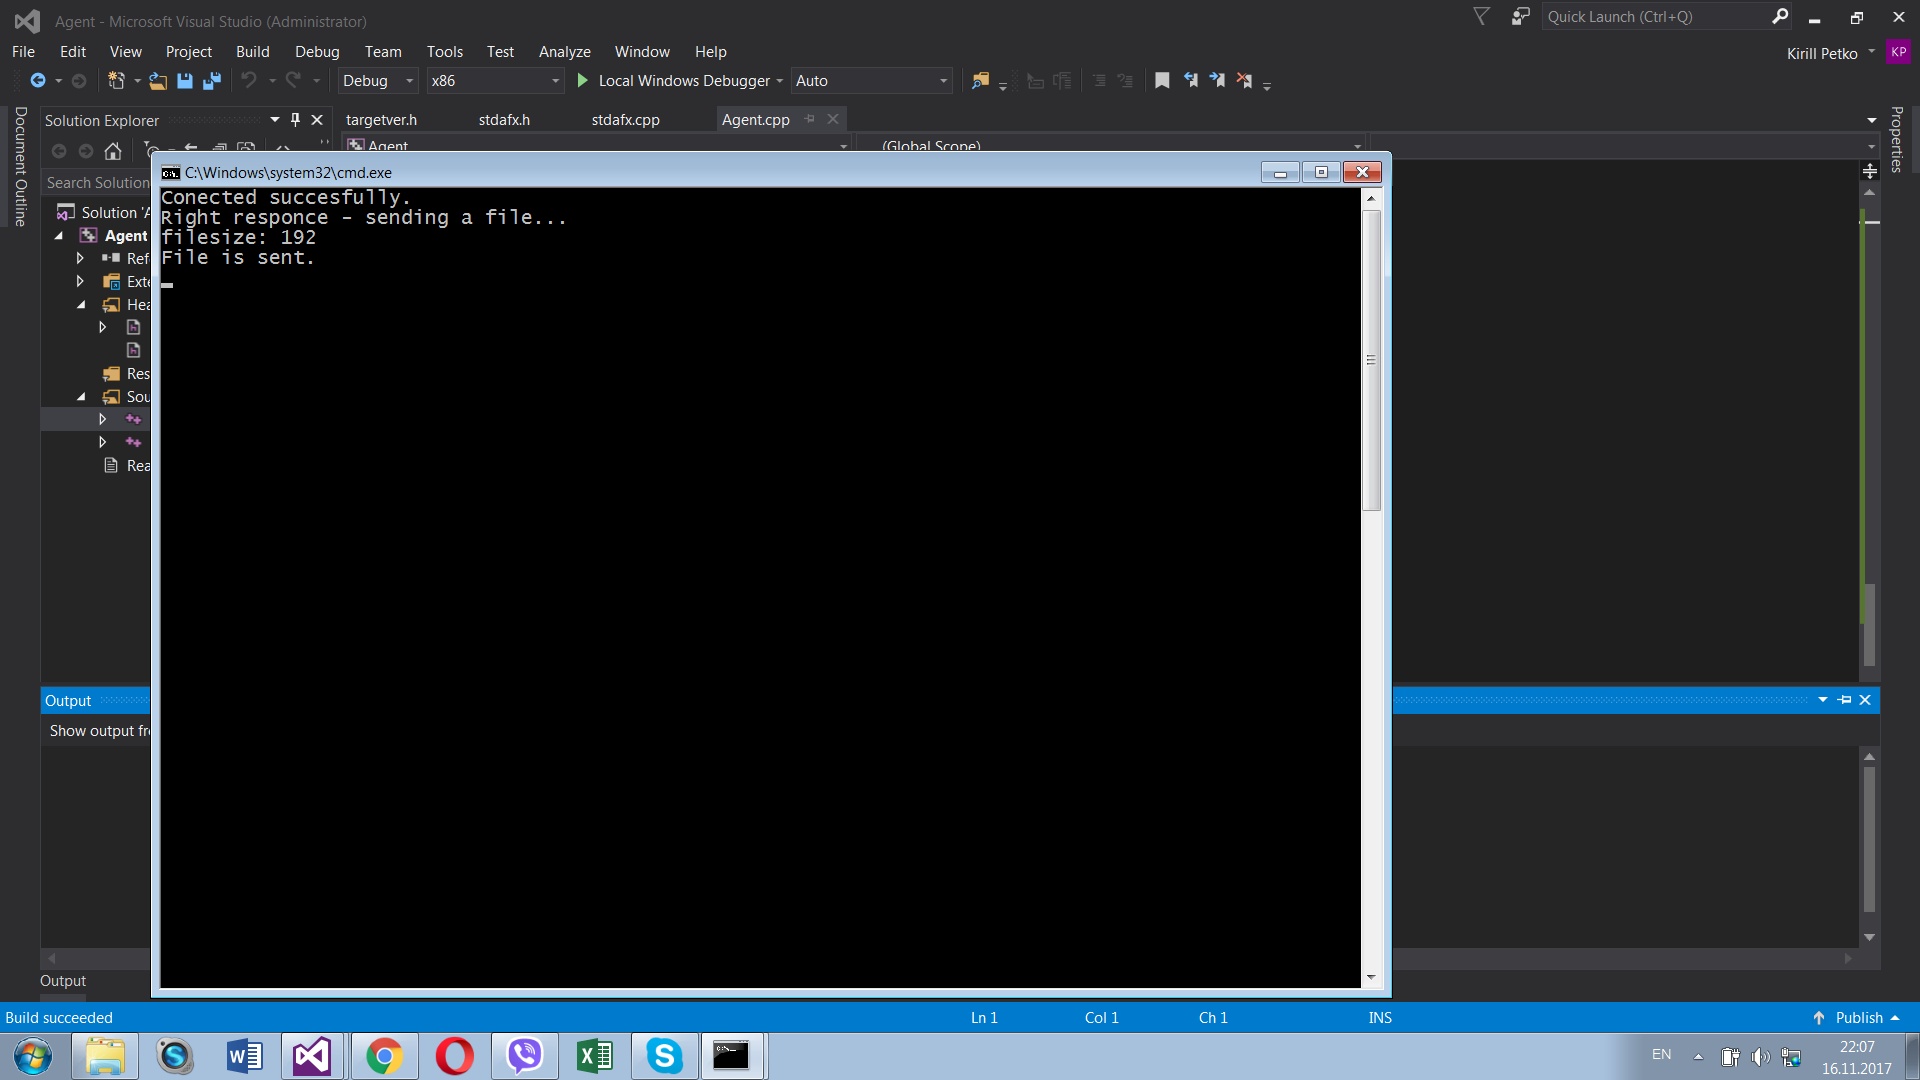 Agent - Microsoft Visual Studio (Administrator)
Quick Launch (Ctrl+Q)
File Edit View Project Build Debug Team Tools Test Analyze Window Help
Kirill Petko
KP
Debug
x86
Local Windows Debugger
Auto
Document Outline
Solution Explorer
targetver.h
stdafx.h
stdafx.cpp
Agent.cpp
Properties
Agent
(Global Scope)
Search Solution
Solution 'A
Agent
Ref
Exte
Hea
Res
Sou
Rea
C:\Windows\system32\cmd.exe
Conected succesfully.
Right responce - sending a file...
filesize: 192
File is sent.
Output
Show output fr
Output
Build succeeded
Ln 1
Col 1
Ch 1
INS
Publish
EN
22:07
16.11.2017